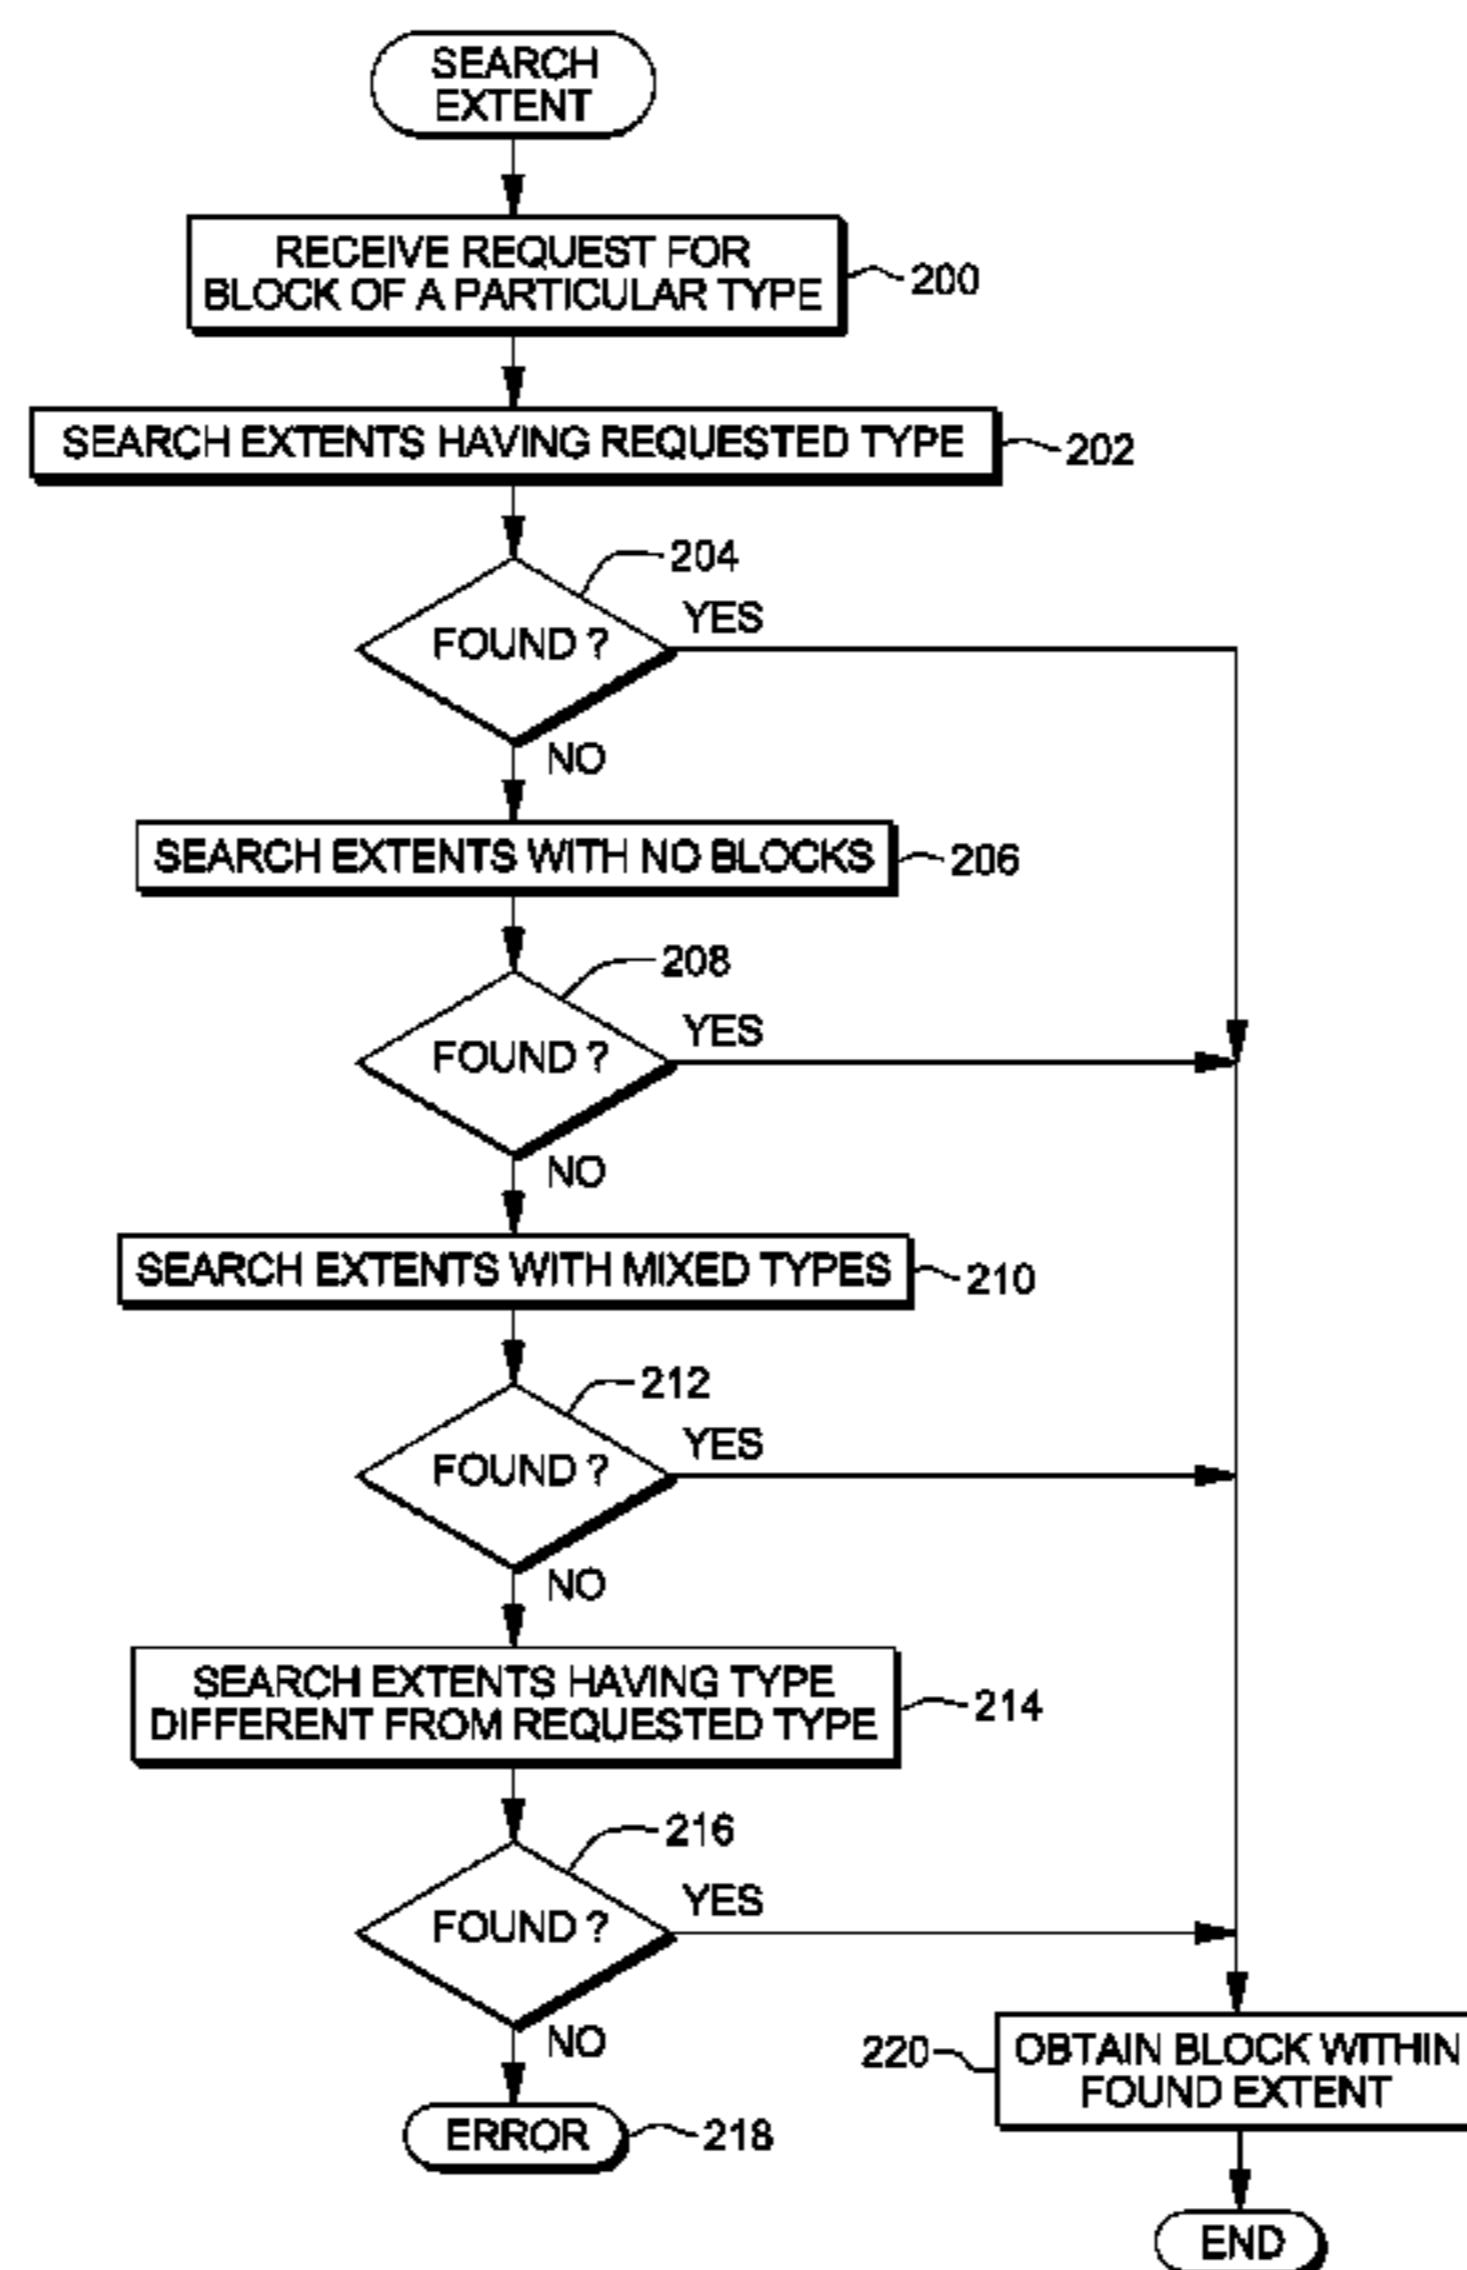 SEARCH
EXTENT
RECEIVE REQUEST FOR
BLOCK OF A PARTICULAR TYPE
200
SEARCH EXTENTS HAVING REQUESTED TYPE
202
204
FOUND ?
YES
NO
SEARCH EXTENTS WITH NO BLOCKS
206
208
FOUND ?
YES
NO
SEARCH EXTENTS WITH MIXED TYPES
210
212
FOUND ?
YES
NO
SEARCH EXTENTS HAVING TYPE
DIFFERENT FROM REQUESTED TYPE
214
216
FOUND ?
YES
NO
ERROR
218
220
OBTAIN BLOCK WITHIN
FOUND EXTENT
END